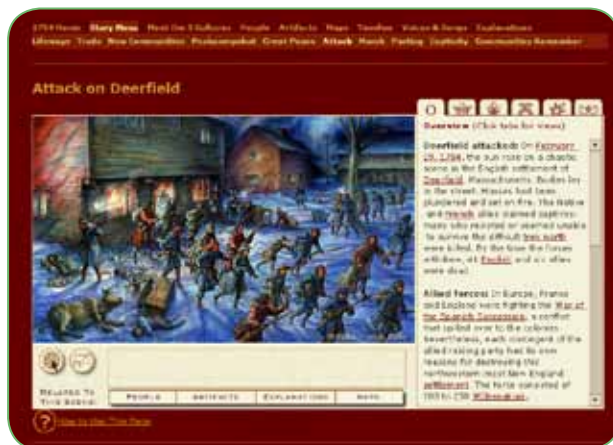 1704 Home Story Menu Meet the 5 Cultures People Artifacts Maps Timeline Voices & Songs Explanations
Lifeways Trade New Communities Pocumtuck Great Peace Attack March Parting Captivity Communities Remember
Attack on Deerfield
Overview (Click tabs for views)
Deerfield attacked: On February
29, 1704, the sun rose on a chaotic
scene at the English settlement of
Deerfield, Massachusetts. Bodies lay
in the street. Houses had been
plundered and set on fire. The Native
and French allies claimed captives;
many who resisted or seemed unable
to survive the difficult trek north
were killed. By the time the forces
withdrew, English and six allies
were dead.
Allied Forces: In Europe, France
and England were fighting the War of
the Spanish Succession, a conflict
that spilled over to the colonies.
Nevertheless, each contingent of the
allied raiding party had its own
reasons for destroying this
northwestern most New England
settlement. The force consisted of
RELATED TO
THIS SCENE:
PEOPLE
ARTIFACTS
EXPLANATIONS
MAPS
?
How to Use This Page